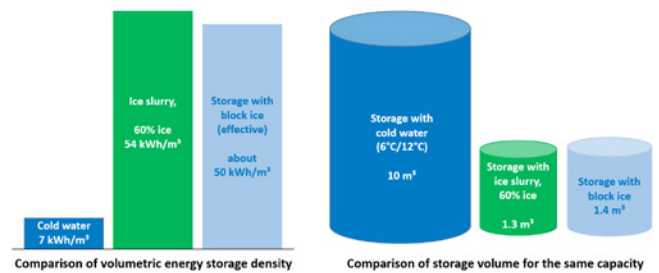 Ice slurry,
60% ice
54 kWh/m³
Storage with
block ice
(effective)
about
50 kWh/m³
Cold water
7 kWh/m³
Comparison of volumetric energy storage density
Storage with
cold water
(6°C/12°C)
10 m³
Storage with
ice slurry,
60% ice
1.3 m³
Storage with
block ice
1.4 m³
Comparison of storage volume for the same capacity